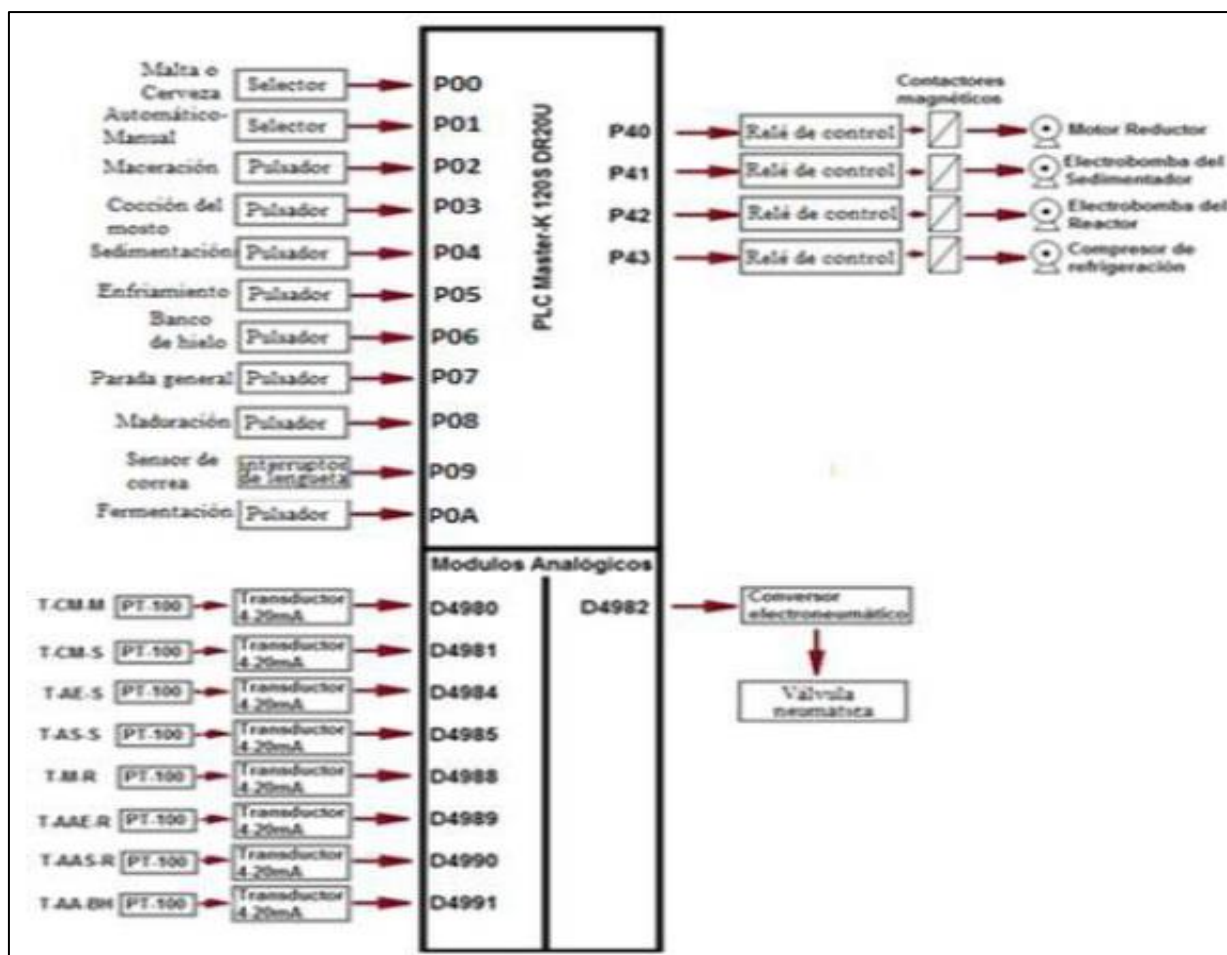 Malta o
Cerveza
Selector
P00
Automático-
Manual
Selector
P01
Maceración
Pulsador
P02
Cocción del
mosto
Pulsador
P03
Sedimentación
Pulsador
P04
Enfriamiento
Pulsador
P05
Banco
de hielo
Pulsador
P06
Parada general
Pulsador
P07
Maduración
Pulsador
P08
Sensor de
correa
interruptor
de lengueta
P09
Fermentación
Pulsador
P0A
PLC Master-K 120S DR20U
Contactores
magnéticos
P40
Relé de control
Motor Reductor
P41
Relé de control
Electrobomba del
Sedimentador
P42
Relé de control
Electrobomba del
Reactor
P43
Relé de control
Compresor de
refrigeración
Modulos Analógicos
T-CM-M
PT-100
Transductor
4-20mA
D4980
T-CM-S
PT-100
Transductor
4-20mA
D4981
T-AE-S
PT-100
Transductor
4-20mA
D4984
T-AS-S
PT-100
Transductor
4-20mA
D4985
T-M-R
PT-100
Transductor
4-20mA
D4988
T-AAE-R
PT-100
Transductor
4-20mA
D4989
T-AAS-R
PT-100
Transductor
4-20mA
D4990
T-AA-BH
PT-100
Transductor
4-20mA
D4991
D4982
Conversor
electroneumático
Válvula
neumática